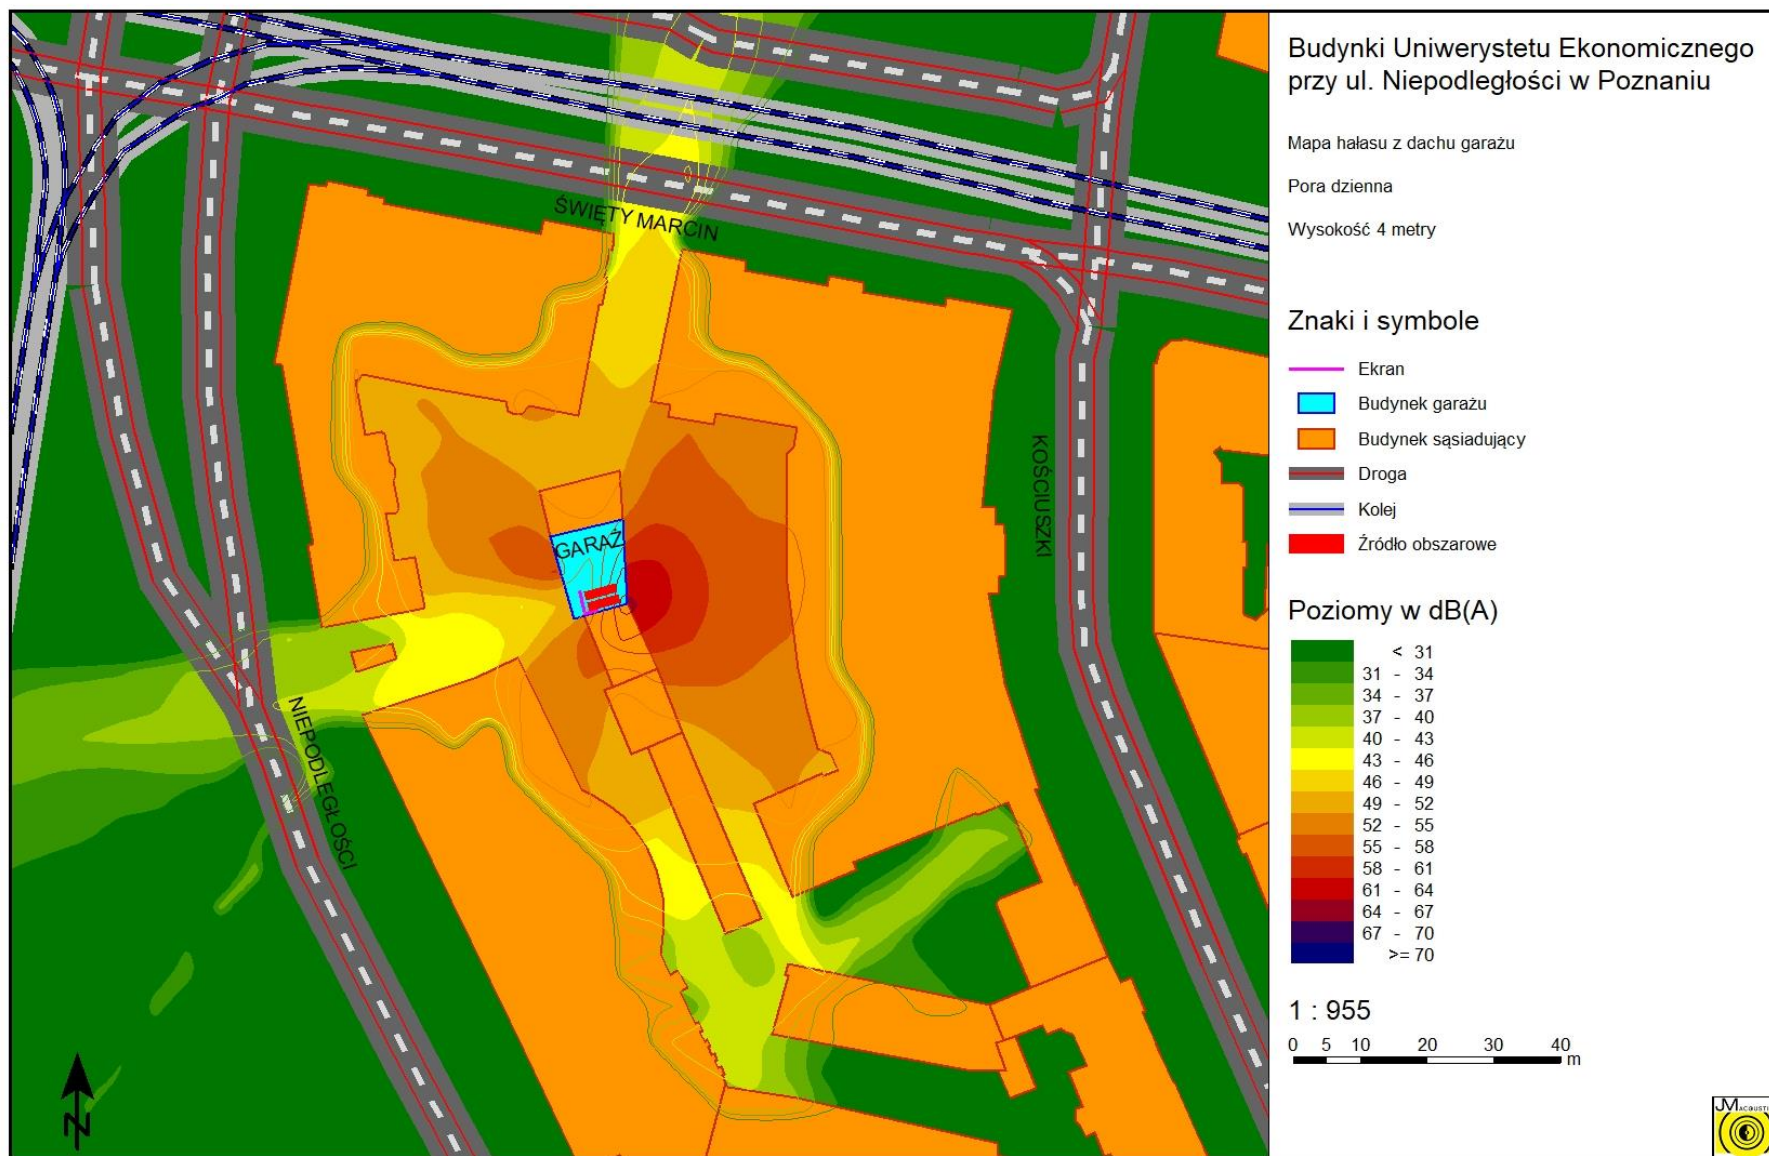 Budynki Uniwerystetu Ekonomicznego
przy ul. Niepodległości w Poznaniu
Mapa hałasu z dachu garażu
Pora dzienna
Wysokość 4 metry
Znaki i symbole
Ekran
Budynek garażu
Budynek sąsiadujący
Droga
Kolej
Źródło obszarowe
Poziomy w dB(A)
< 31
31 - 34
34 - 37
37 - 40
40 - 43
43 - 46
46 - 49
49 - 52
52 - 55
55 - 58
58 - 61
61 - 64
64 - 67
67 - 70
>= 70
1 : 955
0 5 10 20 30 40
m
ŚWIĘTY MARCIN
KOŚCIUSZKI
GARAŻ
NIEPODLEGŁOŚCI
N
JM ACOUSTI